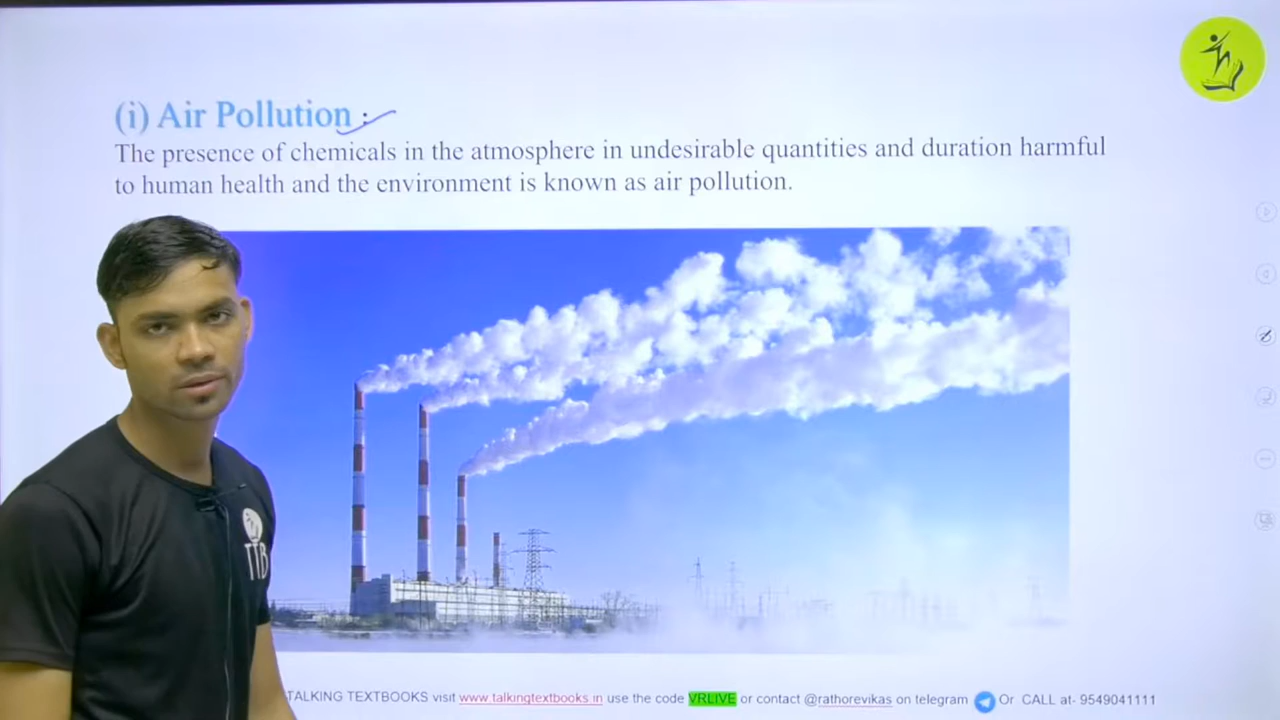 (i) Air Pollution :
The presence of chemicals in the atmosphere in undesirable quantities and duration harmful
to human health and the environment is known as air pollution.
TTB
TALKING TEXTBOOKS visit www.talkingtextbooks.in use the code VRLIVE or contact @rathorevikas on telegram Or CALL at- 9549041111